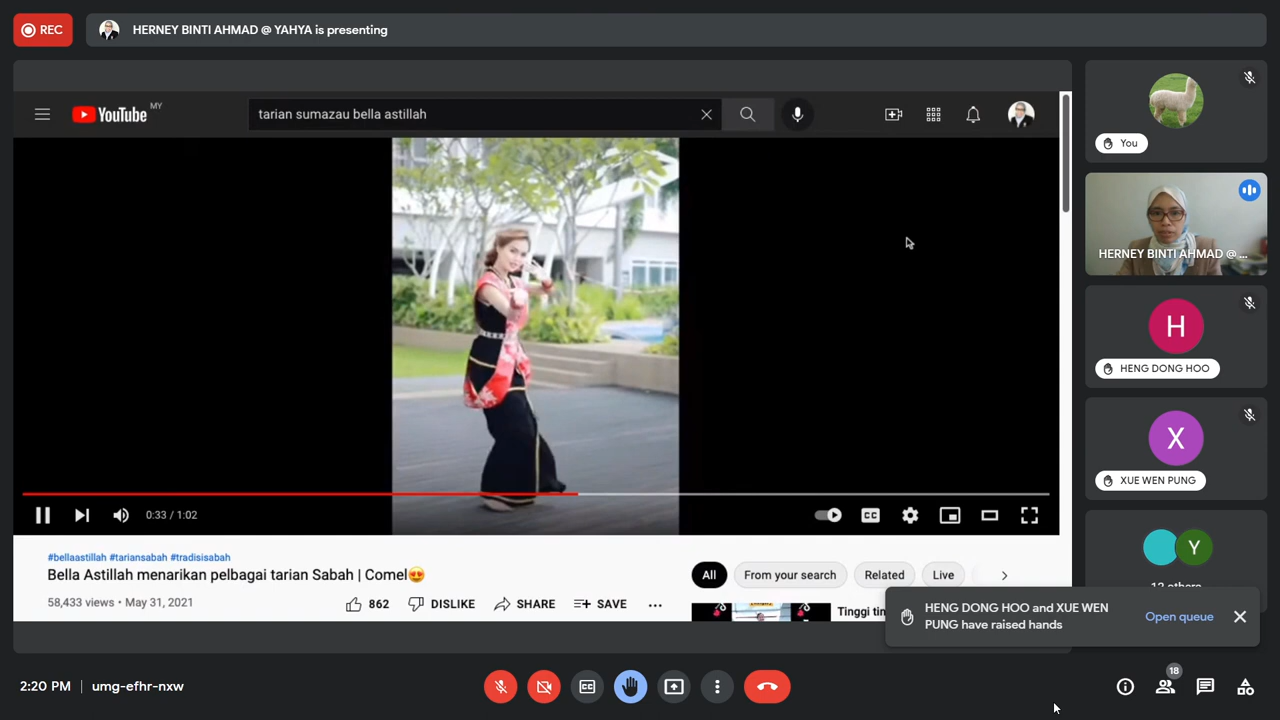 REC
HERNEY BINTI AHMAD @ YAHYA is presenting
YouTube MY
tarian sumazau bella astillah
You
HERNEY BINTI AHMAD @ ...
H
HENG DONG HOO
X
XUE WEN PUNG
Y
12 others
0:33 / 1:02
CC
#bellaastillah #tariansabah #tradisisabah
Bella Astillah menarikan pelbagai tarian Sabah | Comel😍
58,433 views • May 31, 2021
862
DISLIKE
SHARE
SAVE
All
From your search
Related
Live
Tinggi
HENG DONG HOO and XUE WEN
PUNG have raised hands
Open queue
2:20 PM | umg-efhr-nxw
18